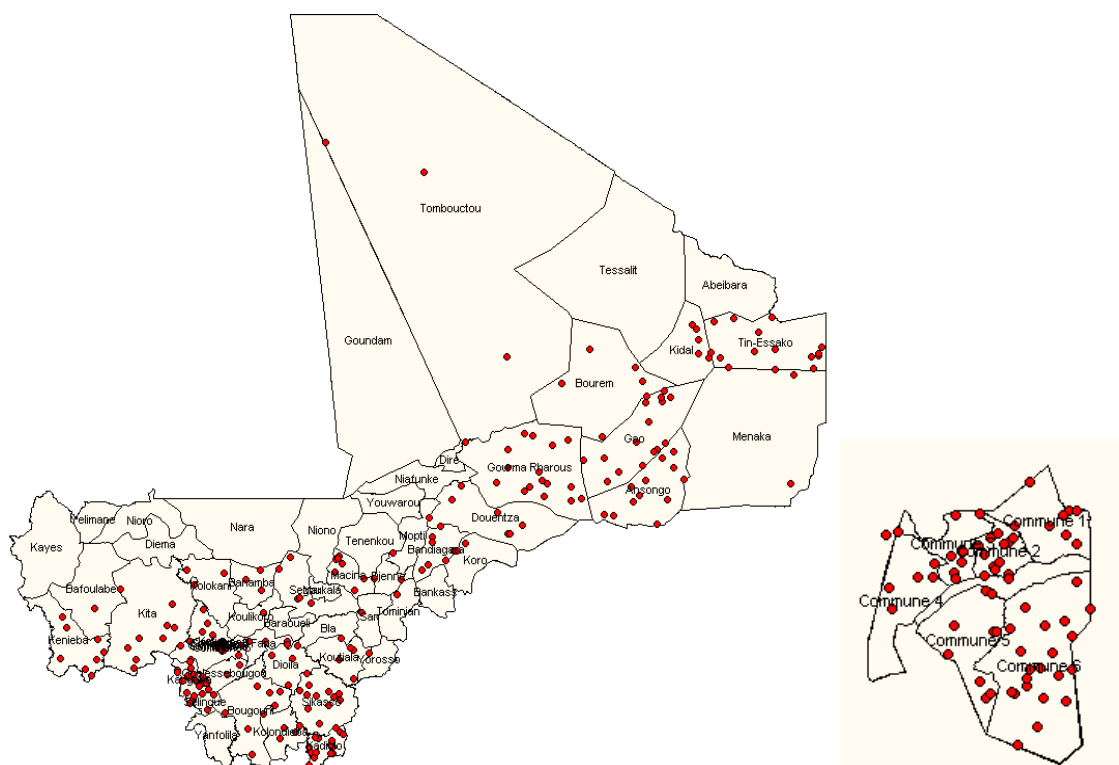 Tombouctou
Tessalit
Abeibara
Goundam
Kidal
Tin-Essako
Bourem
Gao
Menaka
Dire
Gourma Rharous
Niafunke
Ansongo
Youwarou
Douentza
Yelimane
Nioro
Nara
Niono
Tenenkou
Kayes
Diema
Bandiagara
Koro
Bafoulabe
Kolokani
Banamba
Macina
Djenne
Bankass
Kita
Koulikoro
Baraoueli
San
Tominian
Bla
Kenieba
Fana
Dioila
Koutiala
Yorosso
Ouelessebougou
Kangaba
Selingue
Bougouni
Sikasso
Yanfolila
Kolondieba
Kadiolo
Commune 1
Commune 2
Commune 4
Commune 5
Commune 6